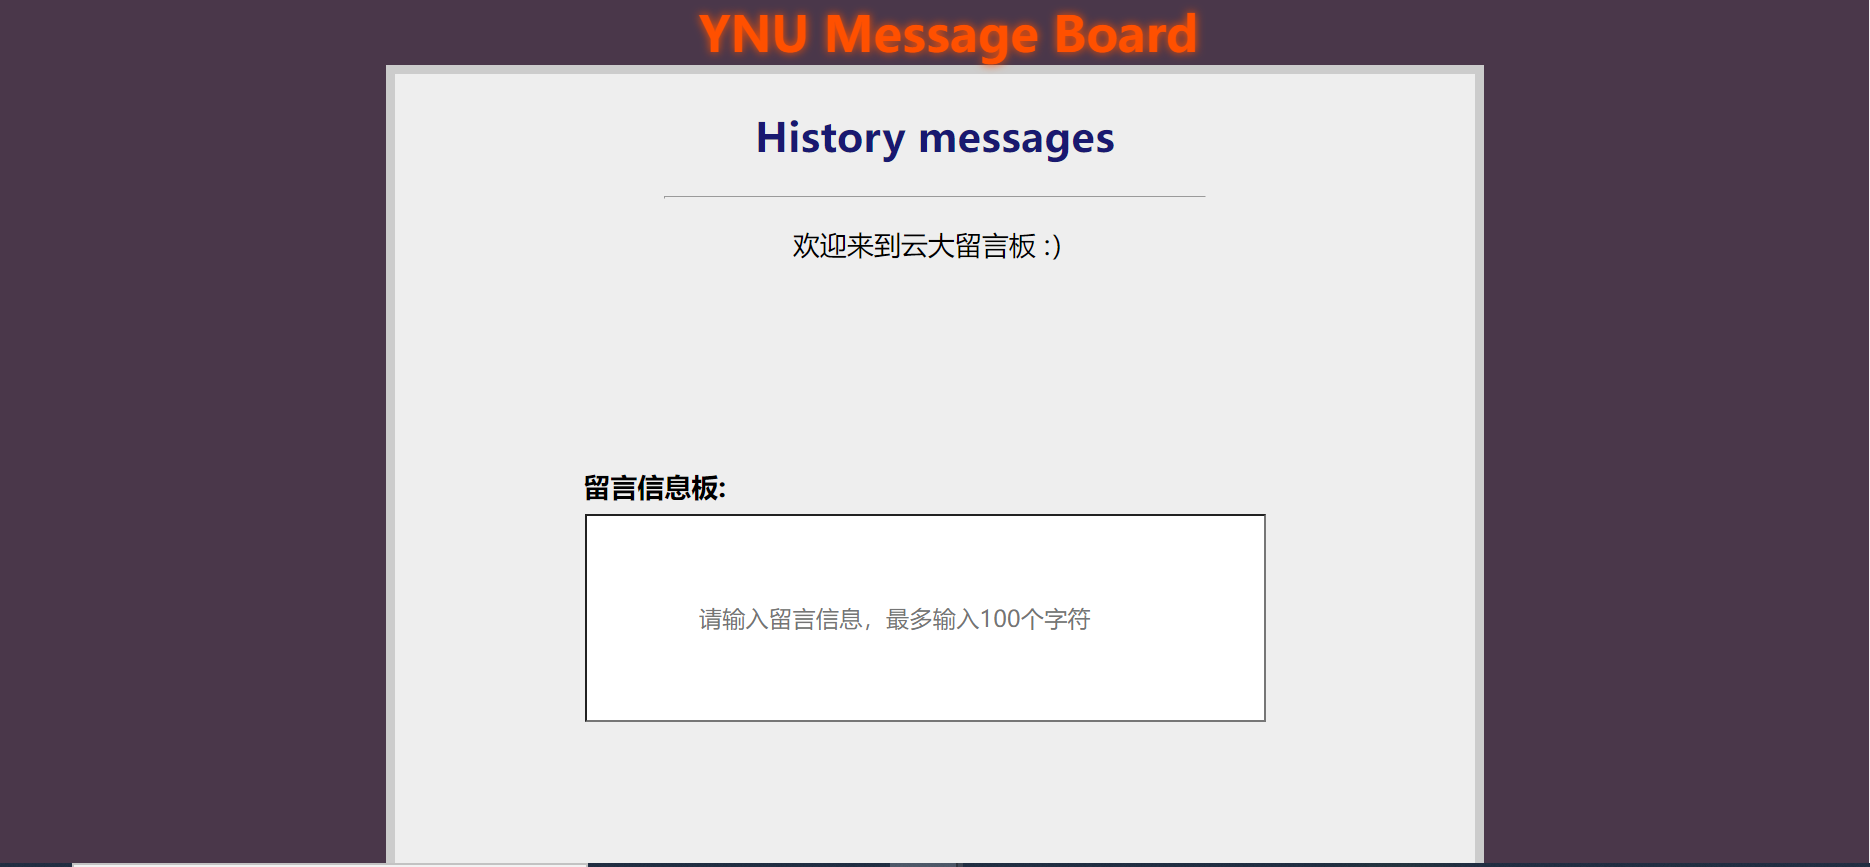 YNU Message Board
History messages
欢迎来到云大留言板 :)
留言信息板:
请输入留言信息，最多输入100个字符